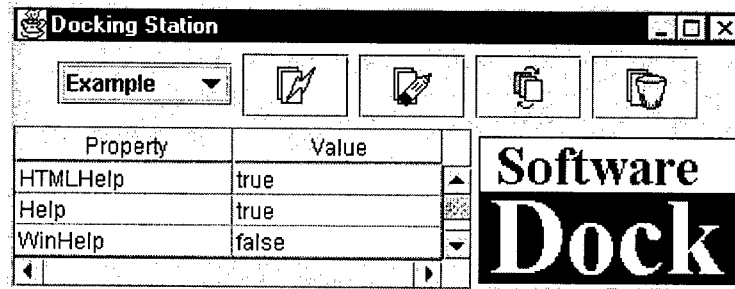 Docking Station
Example
Property Value
HTMLHelp true
Help true
WinHelp false
Software
Dock